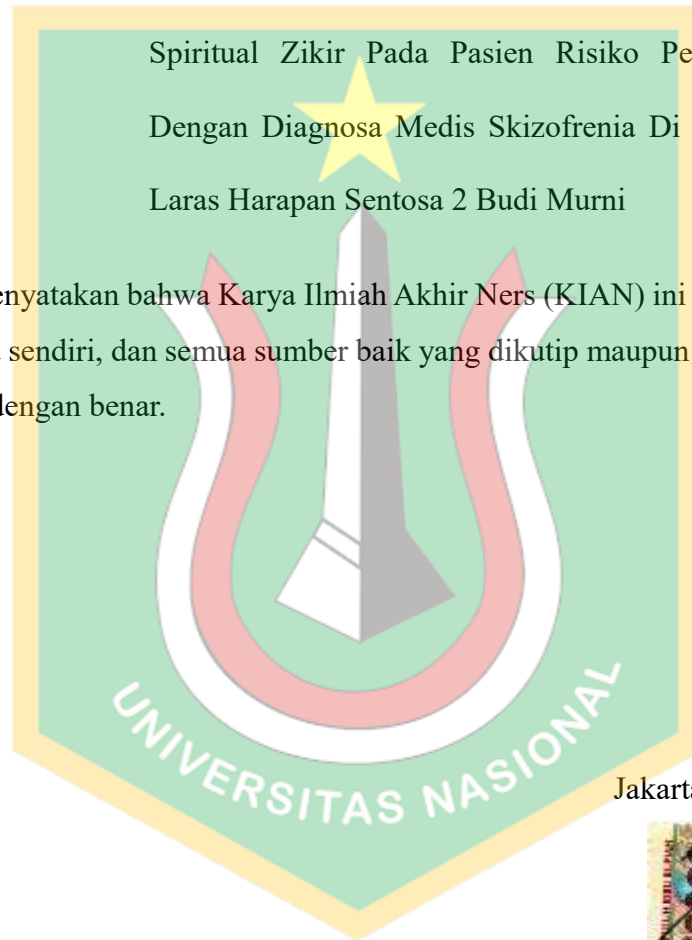 Spiritual Zikir Pada Pasien Risiko Pe
Dengan Diagnosa Medis Skizofrenia Di
Laras Harapan Sentosa 2 Budi Murni
enyatakan bahwa Karya Ilmiah Akhir Ners (KIAN) ini
sendiri, dan semua sumber baik yang dikutip maupun
dengan benar.
UNIVERSITAS NASIONAL
Jakarta